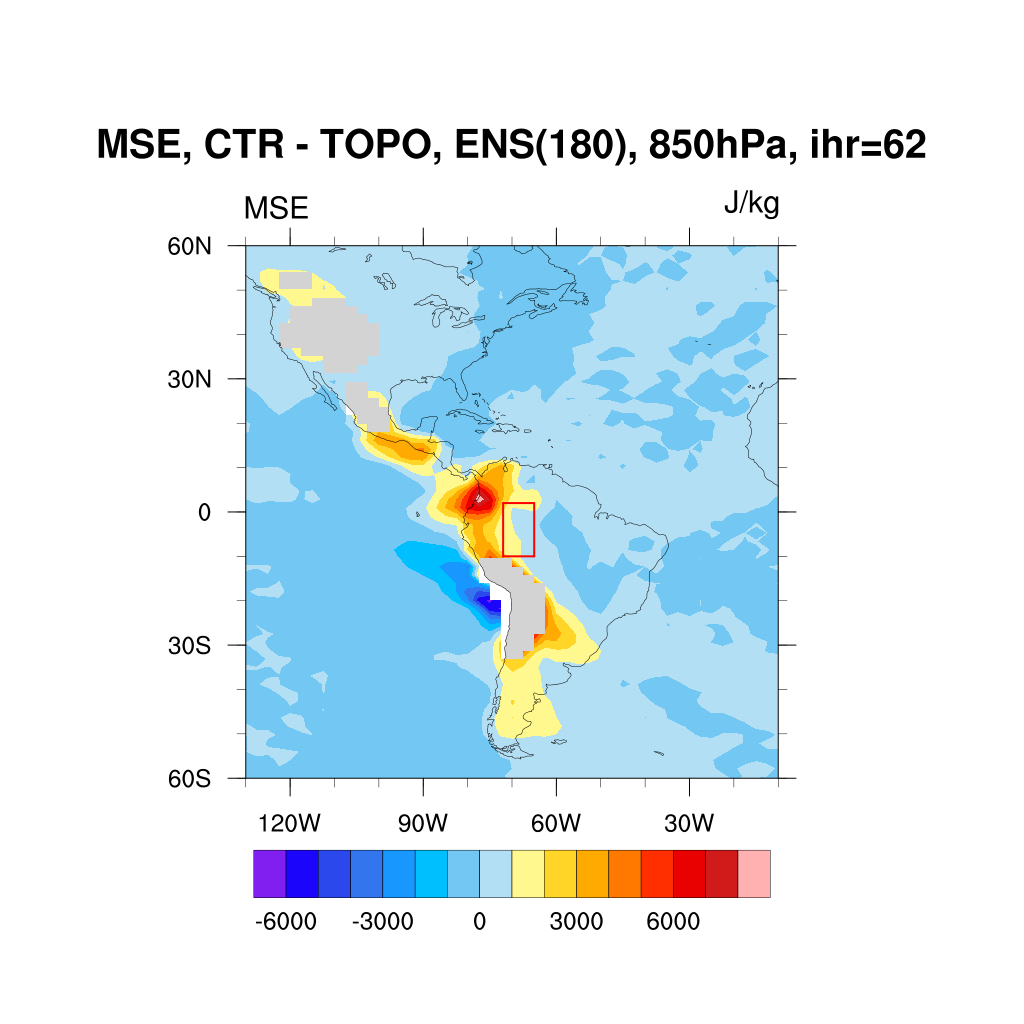 MSE, CTR - TOPO, ENS(180), 850hPa, ihr=62
MSE J/kg
60N
30N
0
30S
60S
120W 90W 60W 30W
-6000 -3000 0 3000 6000